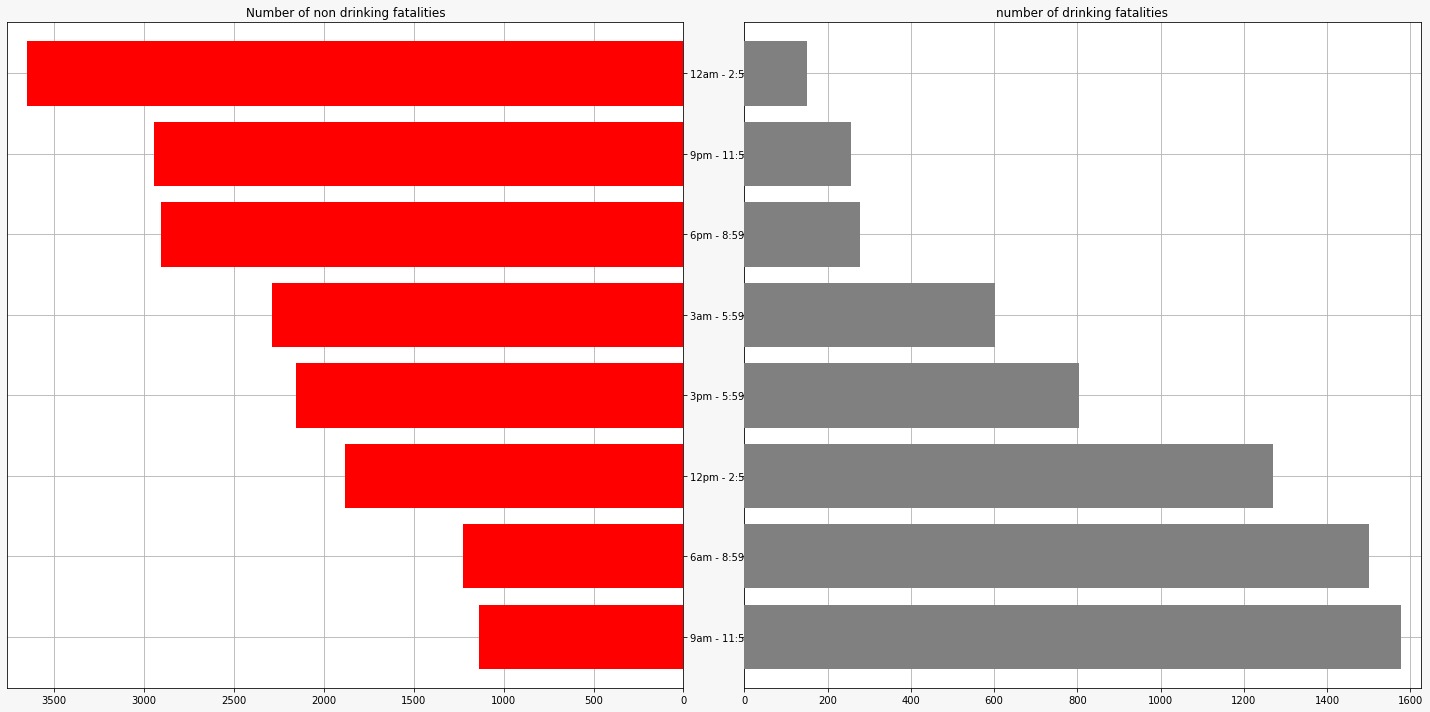 Number of non drinking fatalities
number of drinking fatalities
12am - 2:5
9pm - 11:5
6pm - 8:59
3am - 5:59
3pm - 5:59
12pm - 2:5
6am - 8:59
9am - 11:5
3500 3000 2500 2000 1500 1000 500 0
0 200 400 600 800 1000 1200 1400 1600